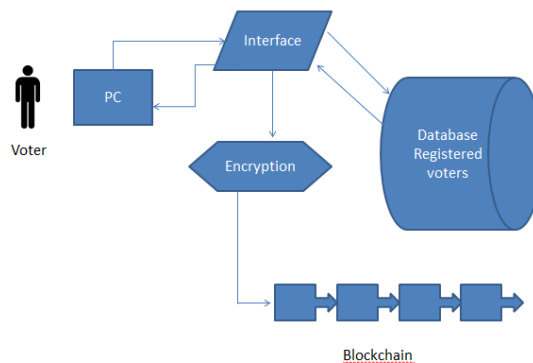 Interface
PC
Voter
Database
Registered
voters
Encryption
Blockchain